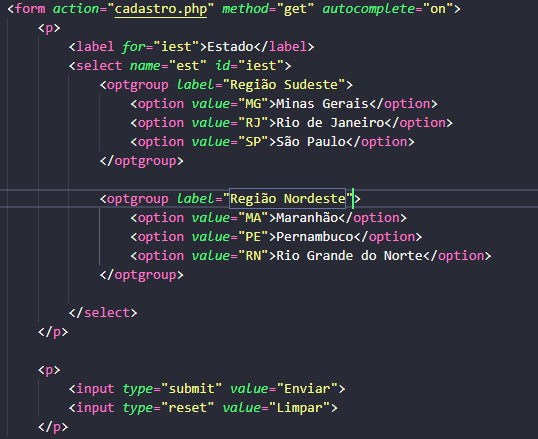 <form action="cadastro.php" method="get" autocomplete="on">
<p>
<label for="iest">Estado</label>
<select name="est" id="iest">
<optgroup label="Região Sudeste">
<option value="MG">Minas Gerais</option>
<option value="RJ">Rio de Janeiro</option>
<option value="SP">São Paulo</option>
</optgroup>
<optgroup label="Região Nordeste">
<option value="MA">Maranhão</option>
<option value="PE">Pernambuco</option>
<option value="RN">Rio Grande do Norte</option>
</optgroup>
</select>
</p>
<p>
<input type="submit" value="Enviar">
<input type="reset" value="Limpar">
</p>